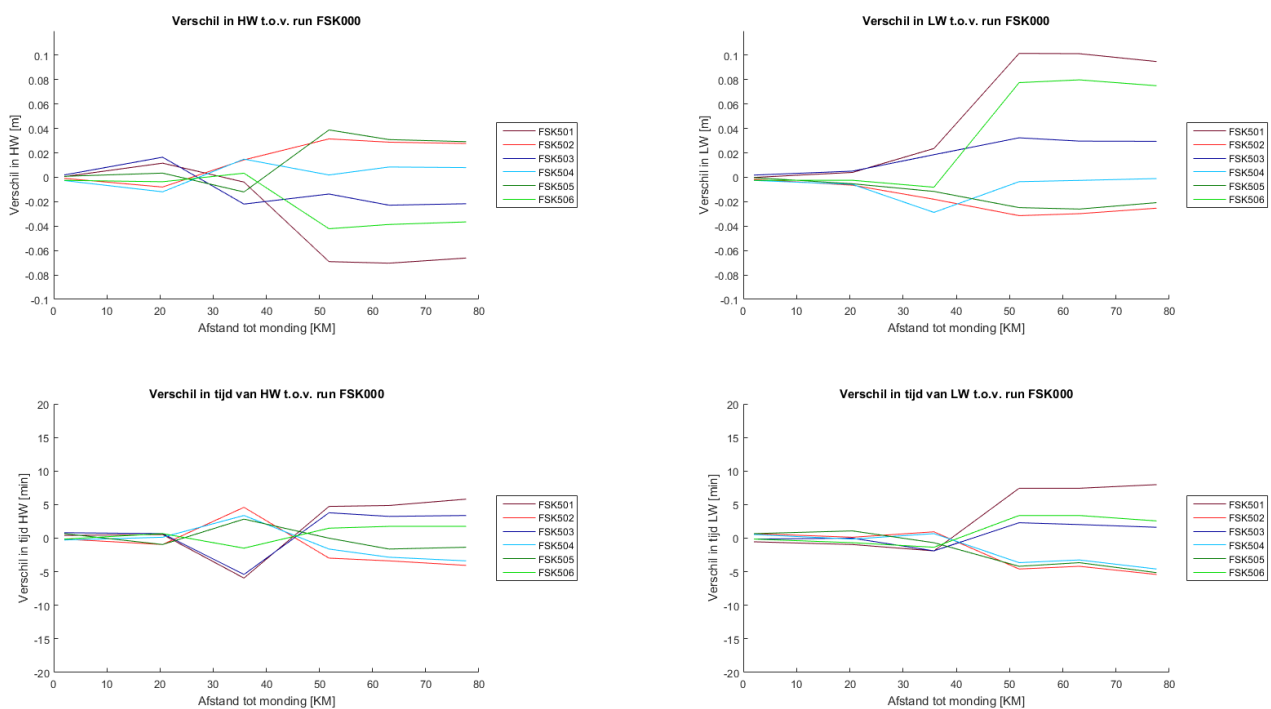 Verschil in HW t.o.v. run FSK000
Verschil in HW [m]
0.1
0.08
0.06
0.04
0.02
0
-0.02
-0.04
-0.06
-0.08
-0.1
0 10 20 30 40 50 60 70 80
Afstand tot monding [KM]
FSK501
FSK502
FSK503
FSK504
FSK505
FSK506
Verschil in LW t.o.v. run FSK000
Verschil in LW [m]
0.1
0.08
0.06
0.04
0.02
0
-0.02
-0.04
-0.06
-0.08
-0.1
0 10 20 30 40 50 60 70 80
Afstand tot monding [KM]
FSK501
FSK502
FSK503
FSK504
FSK505
FSK506
Verschil in tijd van HW t.o.v. run FSK000
Verschil in tijd HW [min]
20
15
10
5
0
-5
-10
-15
-20
0 10 20 30 40 50 60 70 80
Afstand tot monding [KM]
FSK501
FSK502
FSK503
FSK504
FSK505
FSK506
Verschil in tijd van LW t.o.v. run FSK000
Verschil in tijd LW [min]
20
15
10
5
0
-5
-10
-15
-20
0 10 20 30 40 50 60 70 80
Afstand tot monding [KM]
FSK501
FSK502
FSK503
FSK504
FSK505
FSK506